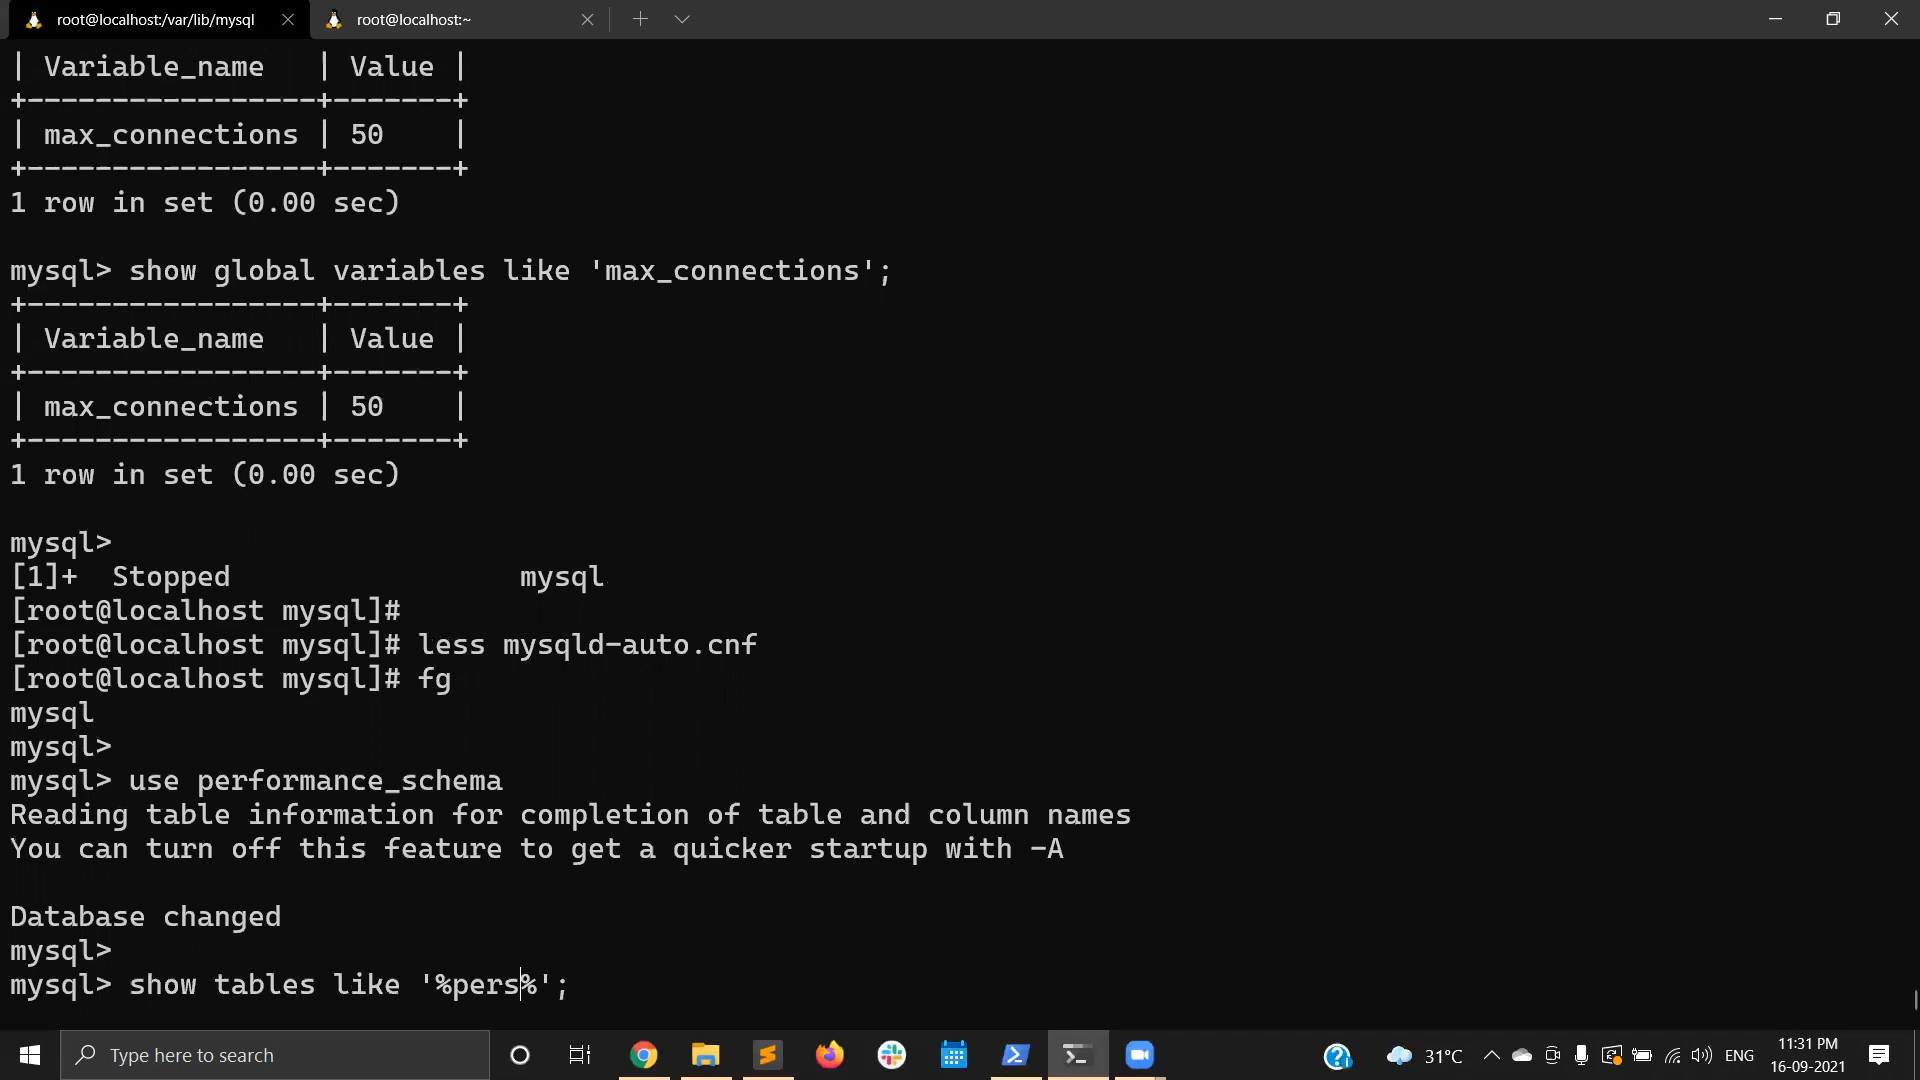 root@localhost:/var/lib/mysql
root@localhost:~
| Variable_name   | Value |
+-----------------+-------+
| max_connections | 50    |
+-----------------+-------+
1 row in set (0.00 sec)
mysql> show global variables like 'max_connections';
+-----------------+-------+
| Variable_name   | Value |
+-----------------+-------+
| max_connections | 50    |
+-----------------+-------+
1 row in set (0.00 sec)
mysql>
[1]+  Stopped                 mysql
[root@localhost mysql]#
[root@localhost mysql]# less mysqld-auto.cnf
[root@localhost mysql]# fg
mysql
mysql>
mysql> use performance_schema
Reading table information for completion of table and column names
You can turn off this feature to get a quicker startup with -A
Database changed
mysql>
mysql> show tables like '%pers%';
Type here to search
31°C
ENG
11:31 PM
16-09-2021